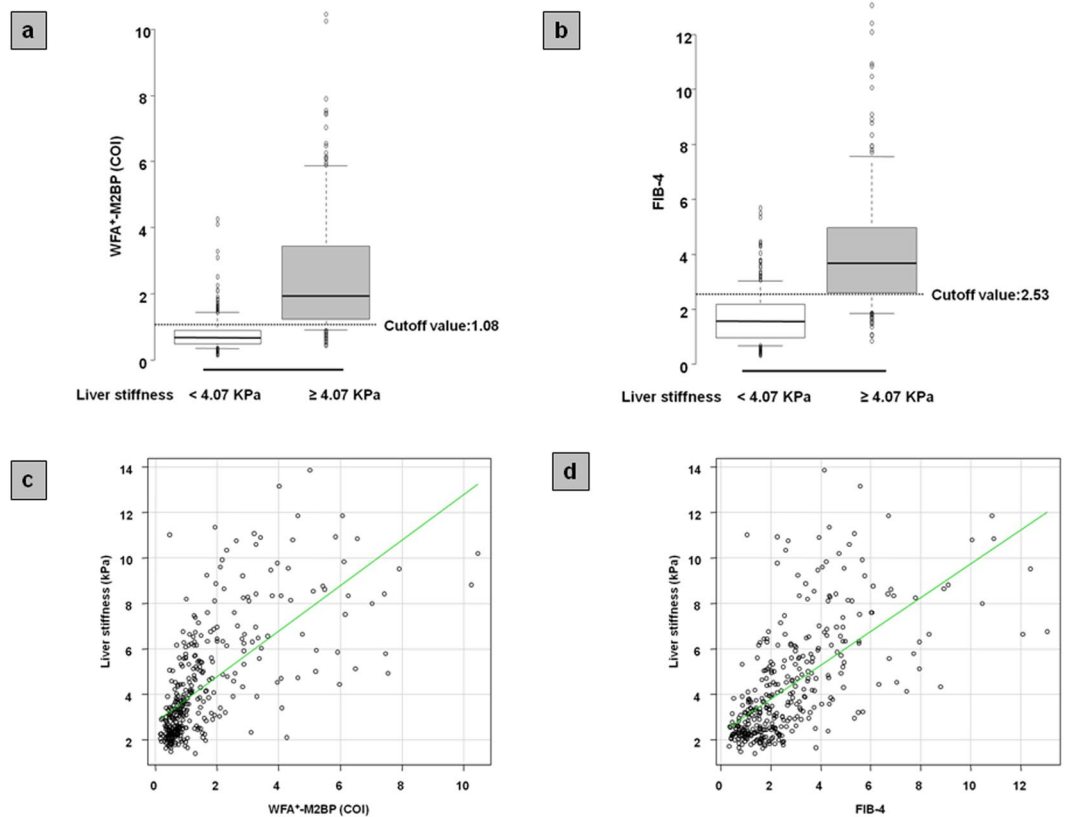 a
10
8
6
4
2
0
WFA+-M2BP (COI)
Cutoff value:1.08
Liver stiffness < 4.07 KPa ≥ 4.07 KPa
b
12
10
8
6
4
2
0
FIB-4
Cutoff value:2.53
Liver stiffness < 4.07 KPa ≥ 4.07 KPa
c
14
12
10
8
6
4
2
Liver stiffness (kPa)
0 2 4 6 8 10
WFA+-M2BP (COI)
d
14
12
10
8
6
4
2
Liver stiffness (kPa)
0 2 4 6 8 10 12
FIB-4